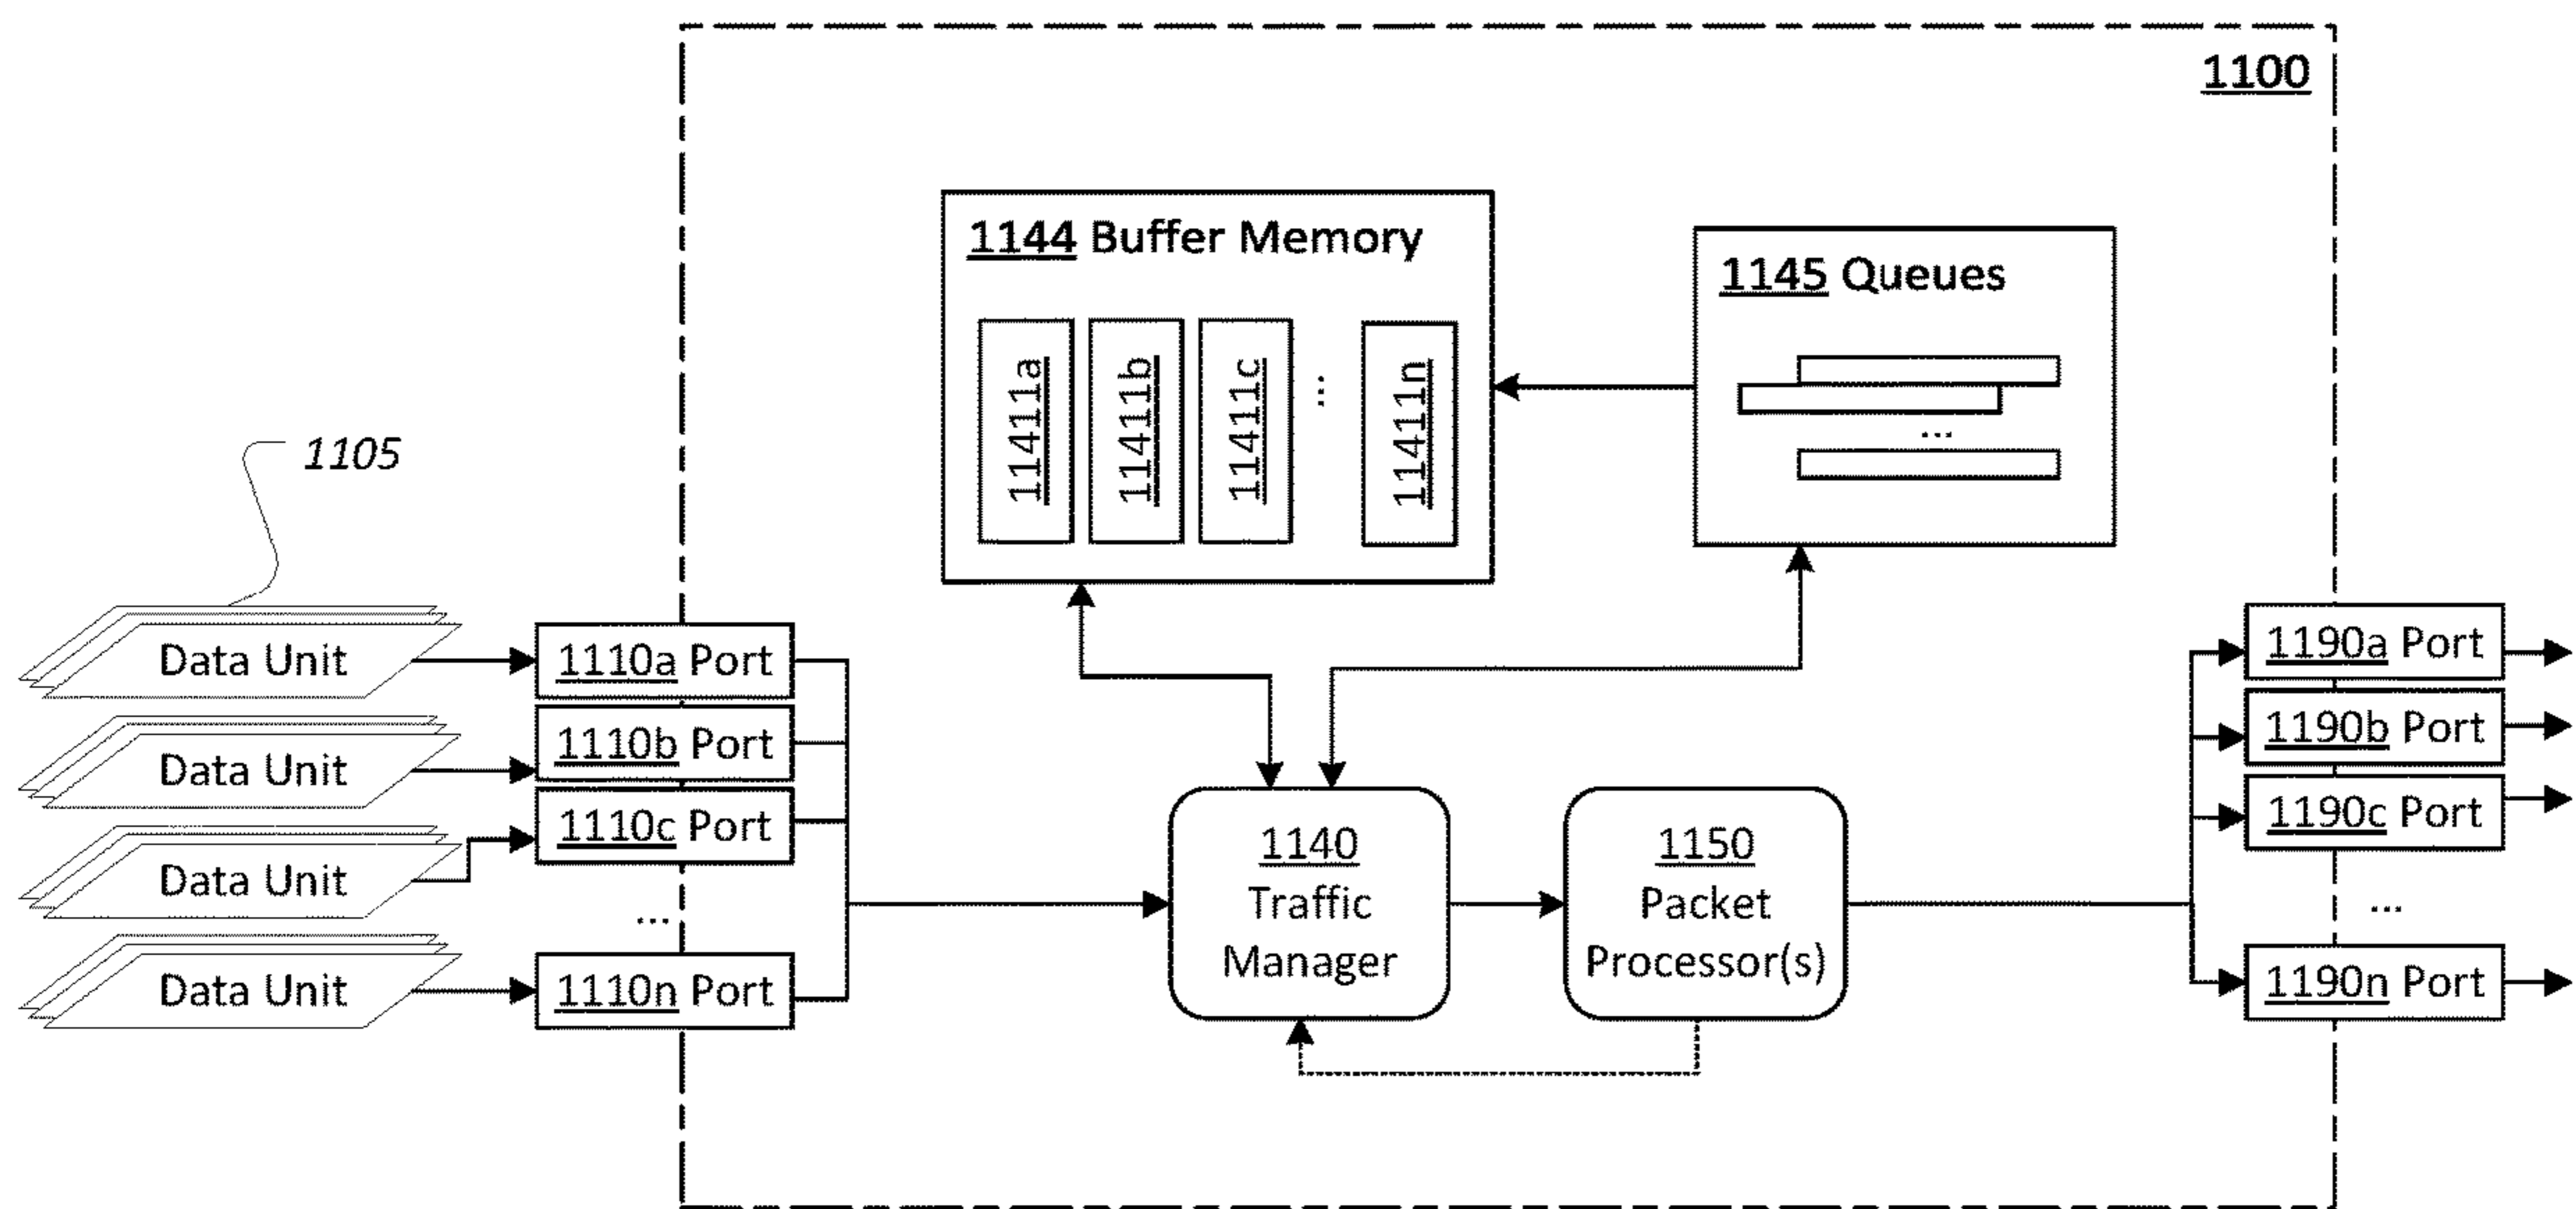 1100
1144 Buffer Memory
11411a
11411b
11411c
...
11411n
1145 Queues
...
1105
Data Unit
Data Unit
Data Unit
Data Unit
1110a Port
1110b Port
1110c Port
...
1110n Port
1140
Traffic
Manager
1150
Packet
Processor(s)
1190a Port
1190b Port
1190c Port
...
1190n Port